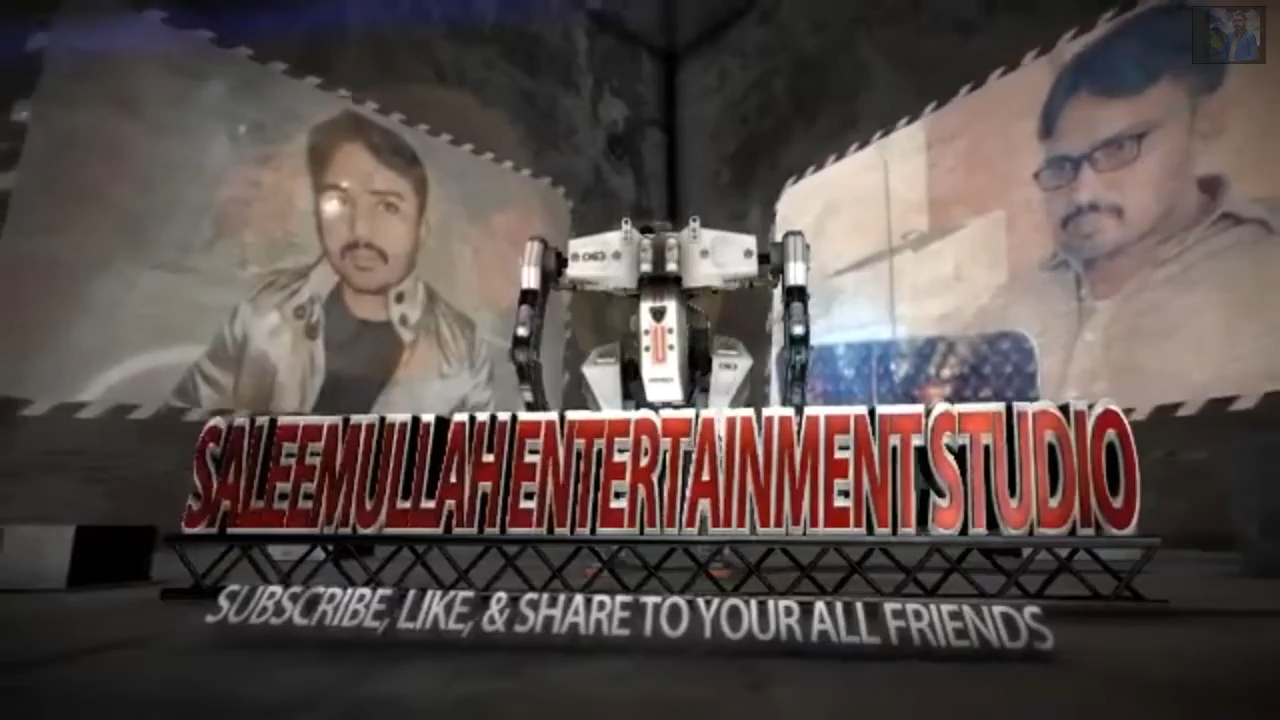 SALEEMULLAH ENTERTAINMENT STUDIO
SUBSCRIBE, LIKE, & SHARE TO YOUR ALL FRIENDS